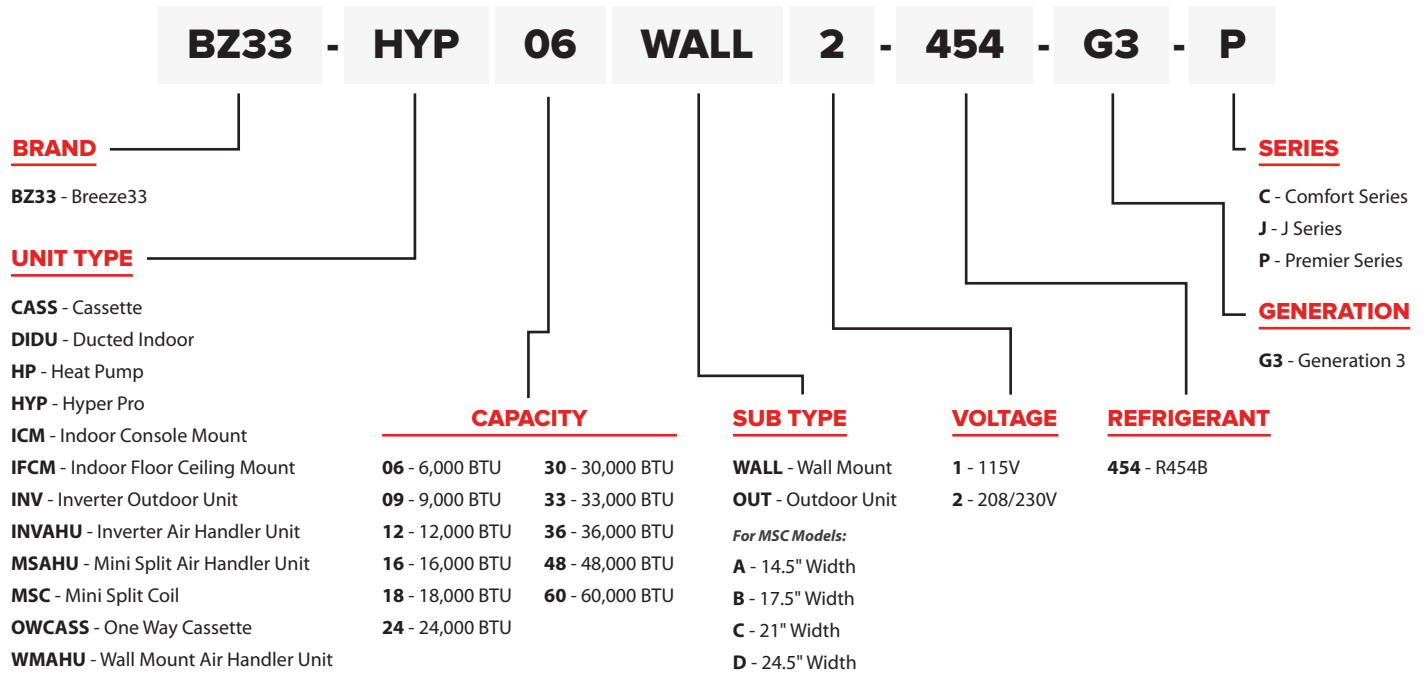 BZ33 - HYP 06 WALL 2 - 454 - G3 - P
BRAND
BZ33 - Breeze33
UNIT TYPE
CASS - Cassette
DIDU - Ducted Indoor
HP - Heat Pump
HYP - Hyper Pro
ICM - Indoor Console Mount
IFCM - Indoor Floor Ceiling Mount
INV - Inverter Outdoor Unit
INVAHU - Inverter Air Handler Unit
MSAHU - Mini Split Air Handler Unit
MSC - Mini Split Coil
OWCASS - One Way Cassette
WMAHU - Wall Mount Air Handler Unit
CAPACITY
06 - 6,000 BTU
09 - 9,000 BTU
12 - 12,000 BTU
16 - 16,000 BTU
18 - 18,000 BTU
24 - 24,000 BTU
30 - 30,000 BTU
33 - 33,000 BTU
36 - 36,000 BTU
48 - 48,000 BTU
60 - 60,000 BTU
SUB TYPE
WALL - Wall Mount
OUT - Outdoor Unit
For MSC Models:
A - 14.5" Width
B - 17.5" Width
C - 21" Width
D - 24.5" Width
VOLTAGE
1 - 115V
2 - 208/230V
REFRIGERANT
454 - R454B
SERIES
C - Comfort Series
J - J Series
P - Premier Series
GENERATION
G3 - Generation 3